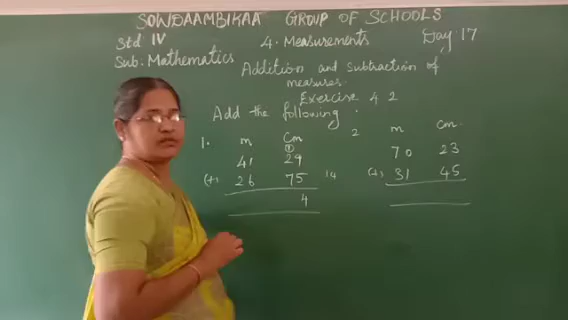 SOWDAAMBIKAA GROUP OF SCHOOLS
Std IV 4. Measurements Day 17
Sub: Mathematics
Addition and subtraction of
measures.
Exercise 4 2
Add the following
1. m cm 2 m cm
1
41 29 70 23
(+) 26 75 14 (+) 31 45
4